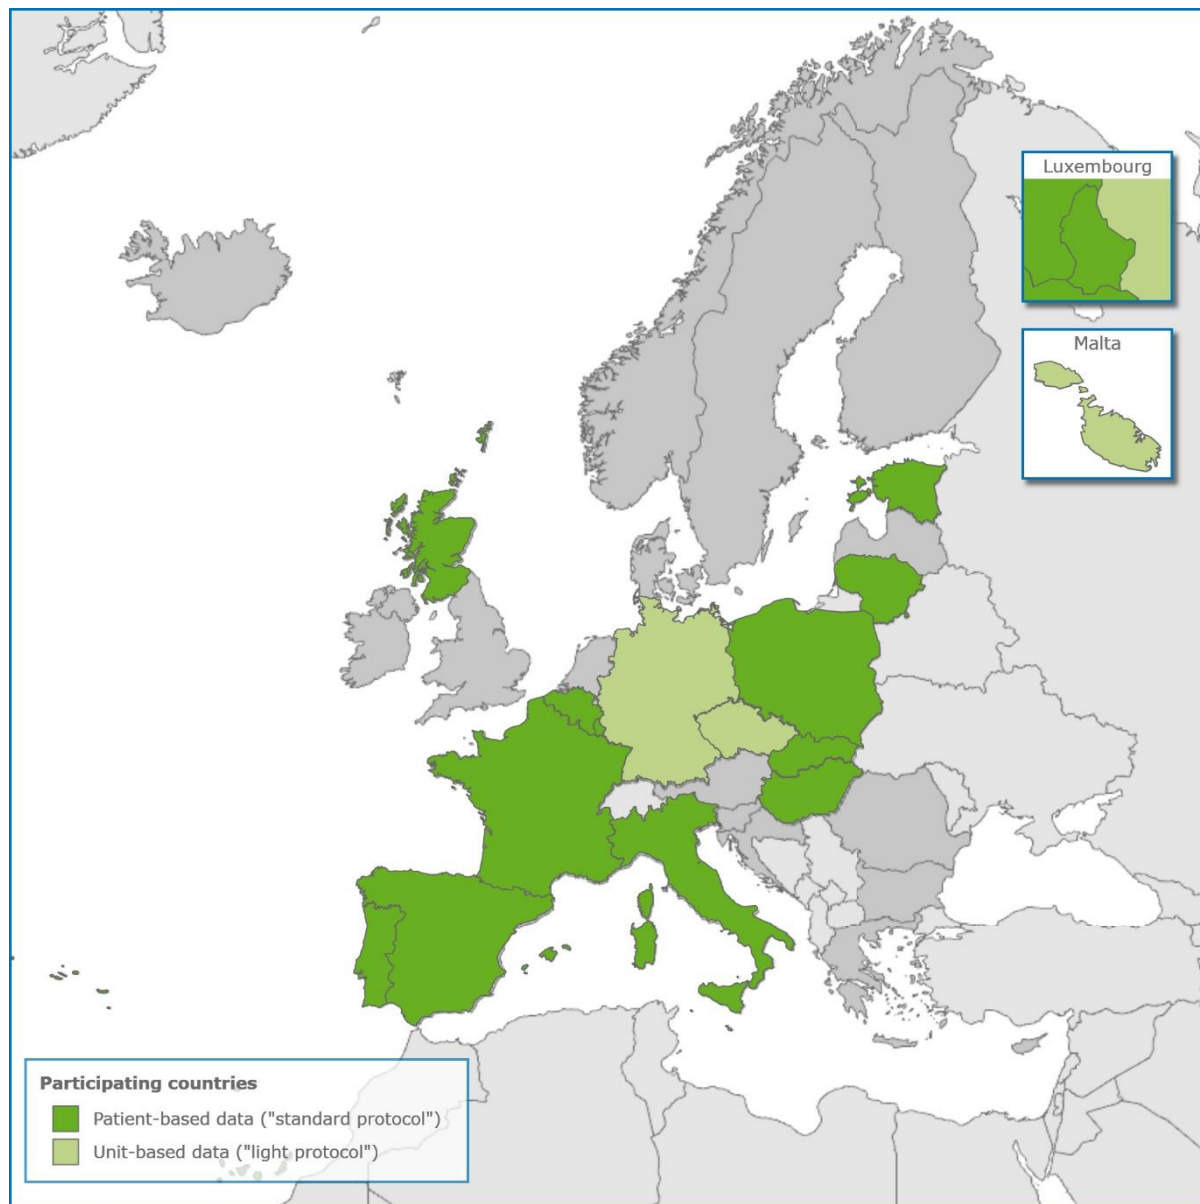 Luxembourg
Malta
Participating countries
Patient-based data ("standard protocol")
Unit-based data ("light protocol")